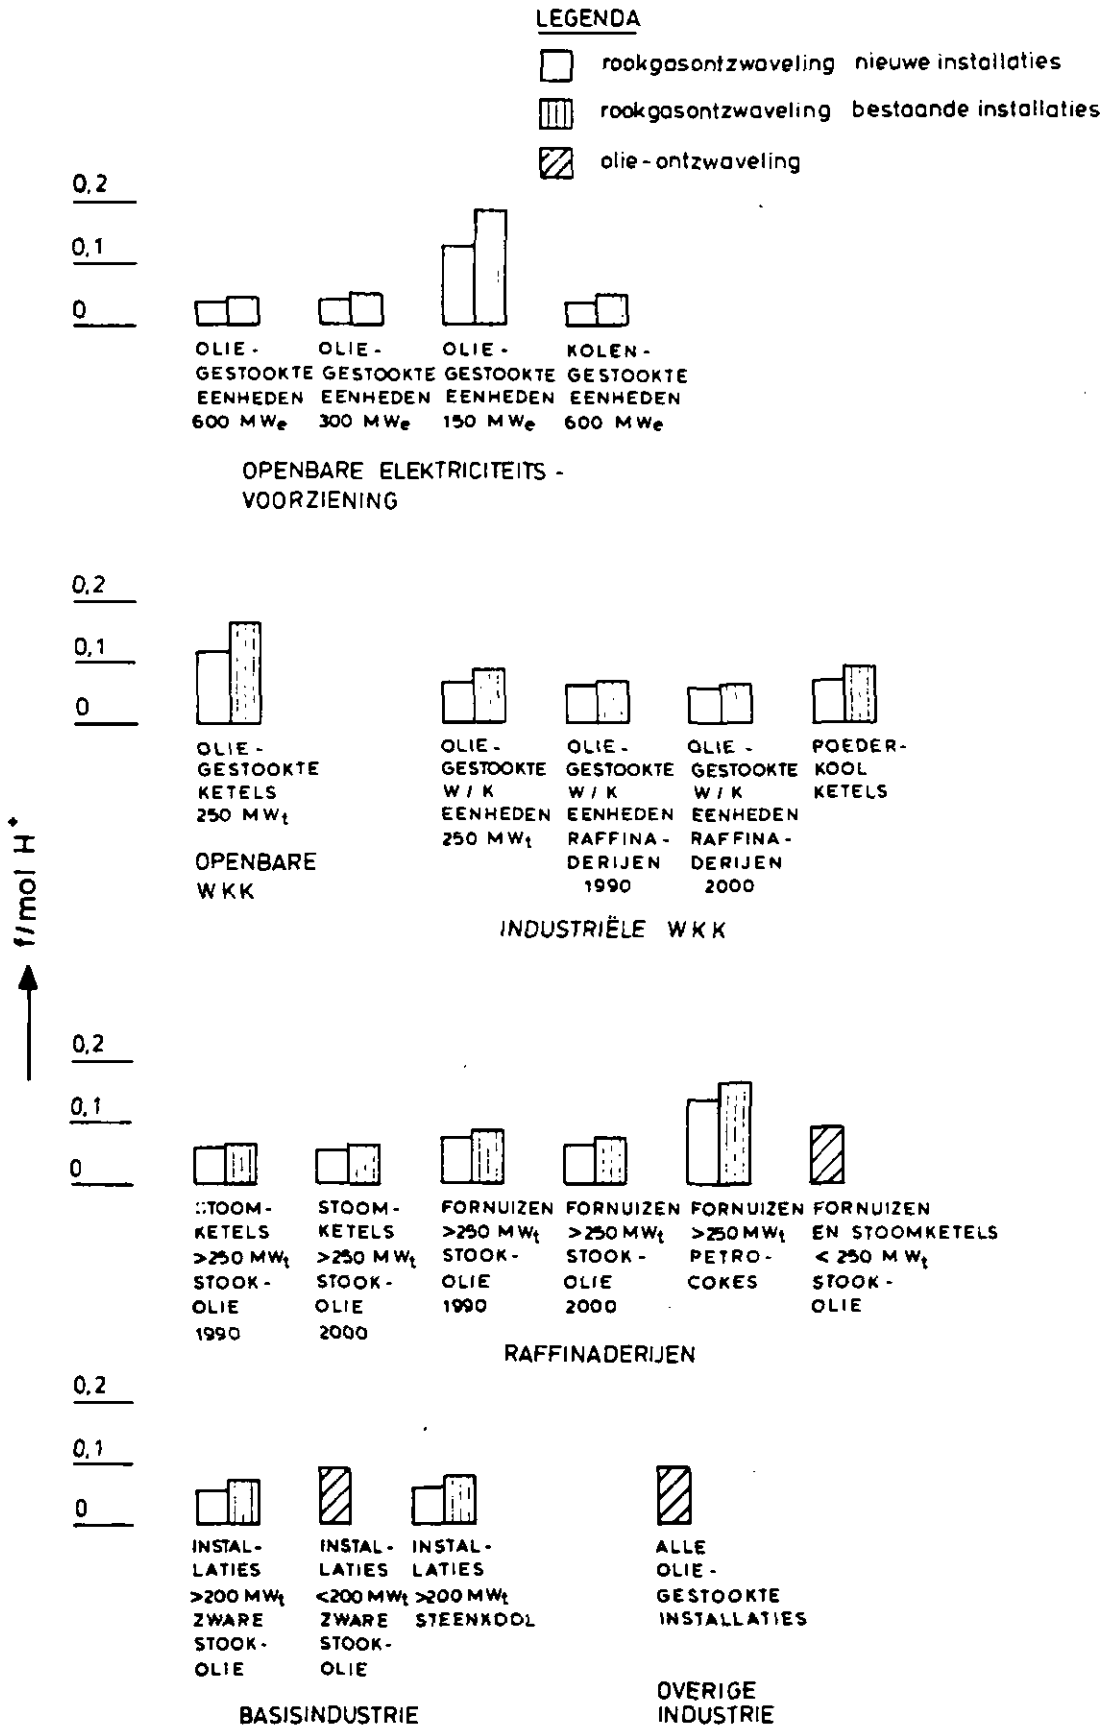 LEGENDA
rookgasontzwaveling nieuwe installaties
rookgasontzwaveling bestaande installaties
olie-ontzwaveling
0,2
0,1
0
OLIE- OLIE- OLIE- KOLEN-
GESTOOKTE GESTOOKTE GESTOOKTE GESTOOKTE
EENHEDEN EENHEDEN EENHEDEN EENHEDEN
600 MWe 300 MWe 150 MWe 600 MWe
OPENBARE ELEKTRICITEITS-
VOORZIENING
0,2
0,1
0
OLIE-
GESTOOKTE
KETELS
250 MWt
OPENBARE
WKK
OLIE-
GESTOOKTE
W/K
EENHEDEN
250 MWt
OLIE-
GESTOOKTE
W/K
EENHEDEN
RAFFINA-
DERIJEN
1990
OLIE-
GESTOOKTE
W/K
EENHEDEN
RAFFINA-
DERIJEN
2000
POEDER-
KOOL
KETELS
INDUSTRIËLE WKK
f/mol H+
0,2
0,1
0
STOOM-
KETELS
>250 MWt
STOOK-
OLIE
1990
STOOM-
KETELS
>250 MWt
STOOK-
OLIE
2000
FORNUIZEN
>250 MWt
STOOK-
OLIE
1990
FORNUIZEN
>250 MWt
STOOK-
OLIE
2000
FORNUIZEN
>250 MWt
PETRO-
COKES
FORNUIZEN
EN STOOMKETELS
<250 MWt
STOOK-
OLIE
RAFFINADERIJEN
0,2
0,1
0
INSTAL-
LATIES
>200 MWt
ZWARE
STOOK-
OLIE
INSTAL-
LATIES
<200 MWt
ZWARE
STOOK-
OLIE
INSTAL-
LATIES
>200 MWt
STEENKOOL
ALLE
OLIE-
GESTOOKTE
INSTALLATIES
BASISINDUSTRIE
OVERIGE
INDUSTRIE